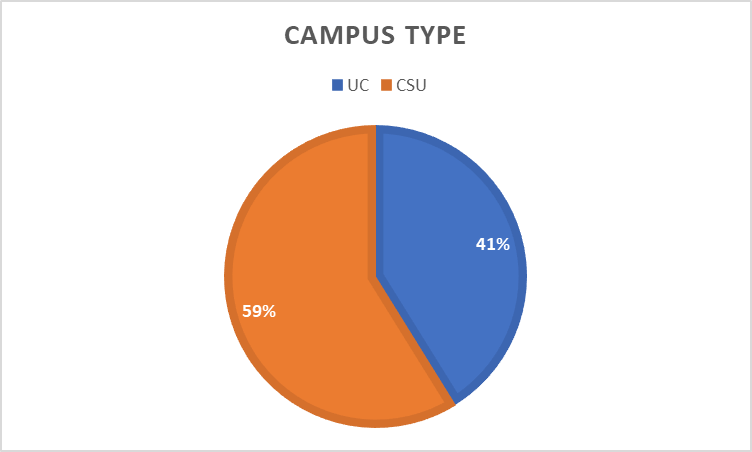 CAMPUS TYPE
UC CSU
41%
59%